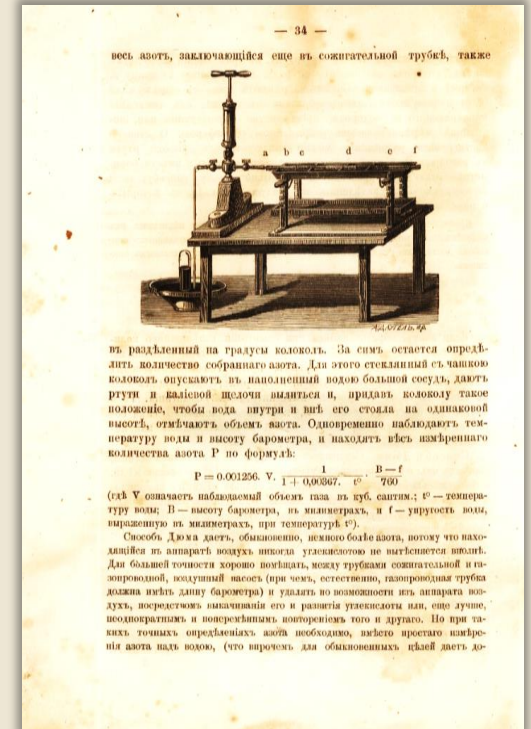 — 34 —
весь азотъ, заключающійся еще въ сожигательной трубкѣ, также
a b c d e f
въ раздѣленный на градусы колоколъ. За симъ остается опредѣ-
лить количество собраннаго азота. Для этого стеклянный съ чашкою
колоколъ опускаютъ въ наполненный водою большой сосудъ, даютъ
ртути и каліевой щелочи вылиться и, придавъ колоколу такое
положеніе, чтобы вода внутри и внѣ его стояла на одинаковой
высотѣ, отмѣчаютъ объемъ азота. Одновременно наблюдаютъ тем-
пературу воды и высоту барометра, и находятъ вѣсъ измѣреннаго
количества азота P по формулѣ:
P = 0.001256. V. 1 / 1 + 0,00367. t⁰ . B — f / 760
(гдѣ V означаетъ наблюдаемый объемъ газа въ куб. сантим.; t⁰ — темпера-
туру воды; B — высоту барометра, въ милиметрахъ, и f — упругость воды,
выраженную въ милиметрахъ, при температурѣ t⁰).
Способъ Дюма даетъ, обыкновенно, немного болѣе азота, потому что нахо-
дящійся въ аппаратѣ воздухъ никогда углекислотою не вытѣсняется вполнѣ.
Для большей точности хорошо помѣщать, между трубками сожигательной и га-
зопроводной, воздушный насосъ (при чемъ, естественно, газопроводная трубка
должна имѣть длину барометра) и удалять по возможности изъ аппарата воз-
духъ, посредствомъ выкачиванія его и развитія углекислоты или, еще лучше,
неоднократнымъ и поперемѣннымъ повтореніемъ того и другаго. Но при та-
кихъ точныхъ опредѣленіяхъ азота необходимо, вмѣсто простаго измѣре-
нія азота надъ водою, (что впрочемъ для обыкновенныхъ цѣлей даетъ до-